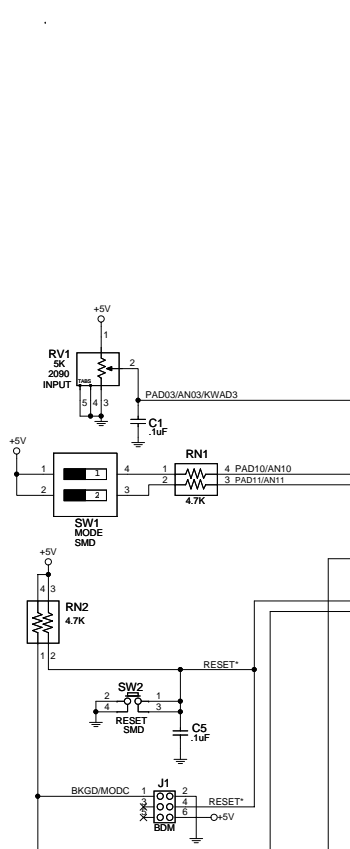 +5V
1
RV1
5K
2090
INPUT
2
TABS
5 4 3
PAD03/AN03/KWAD3
C1
.1uF
+5V
1 1 4
2 2 3
SW1
MODE
SMD
RN1
1 4 PAD10/AN10
2 3 PAD11/AN11
4.7K
+5V
4 3
RN2
4.7K
1 2
RESET*
SW2
2 1
4 3
RESET
SMD
C5
.1uF
J1
BKGD/MODC 1 2
3 4 RESET*
6 +5V
BDM